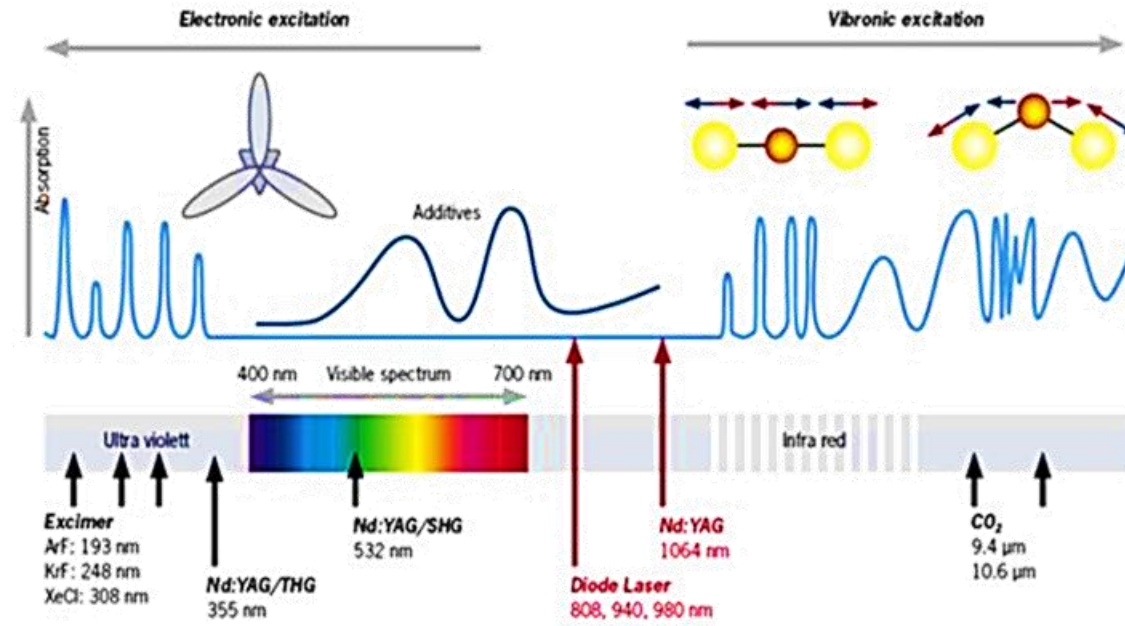 Electronic excitation
Vibronic excitation
Absorption
Additives
400 nm
Visible spectrum
700 nm
Ultra violett
Infra red
Excimer
ArF: 193 nm
KrF: 248 nm
XeCl: 308 nm
Nd:YAG/THG
355 nm
Nd:YAG/SHG
532 nm
Diode Laser
808, 940, 980 nm
Nd:YAG
1064 nm
CO₂
9.4 µm
10.6 µm